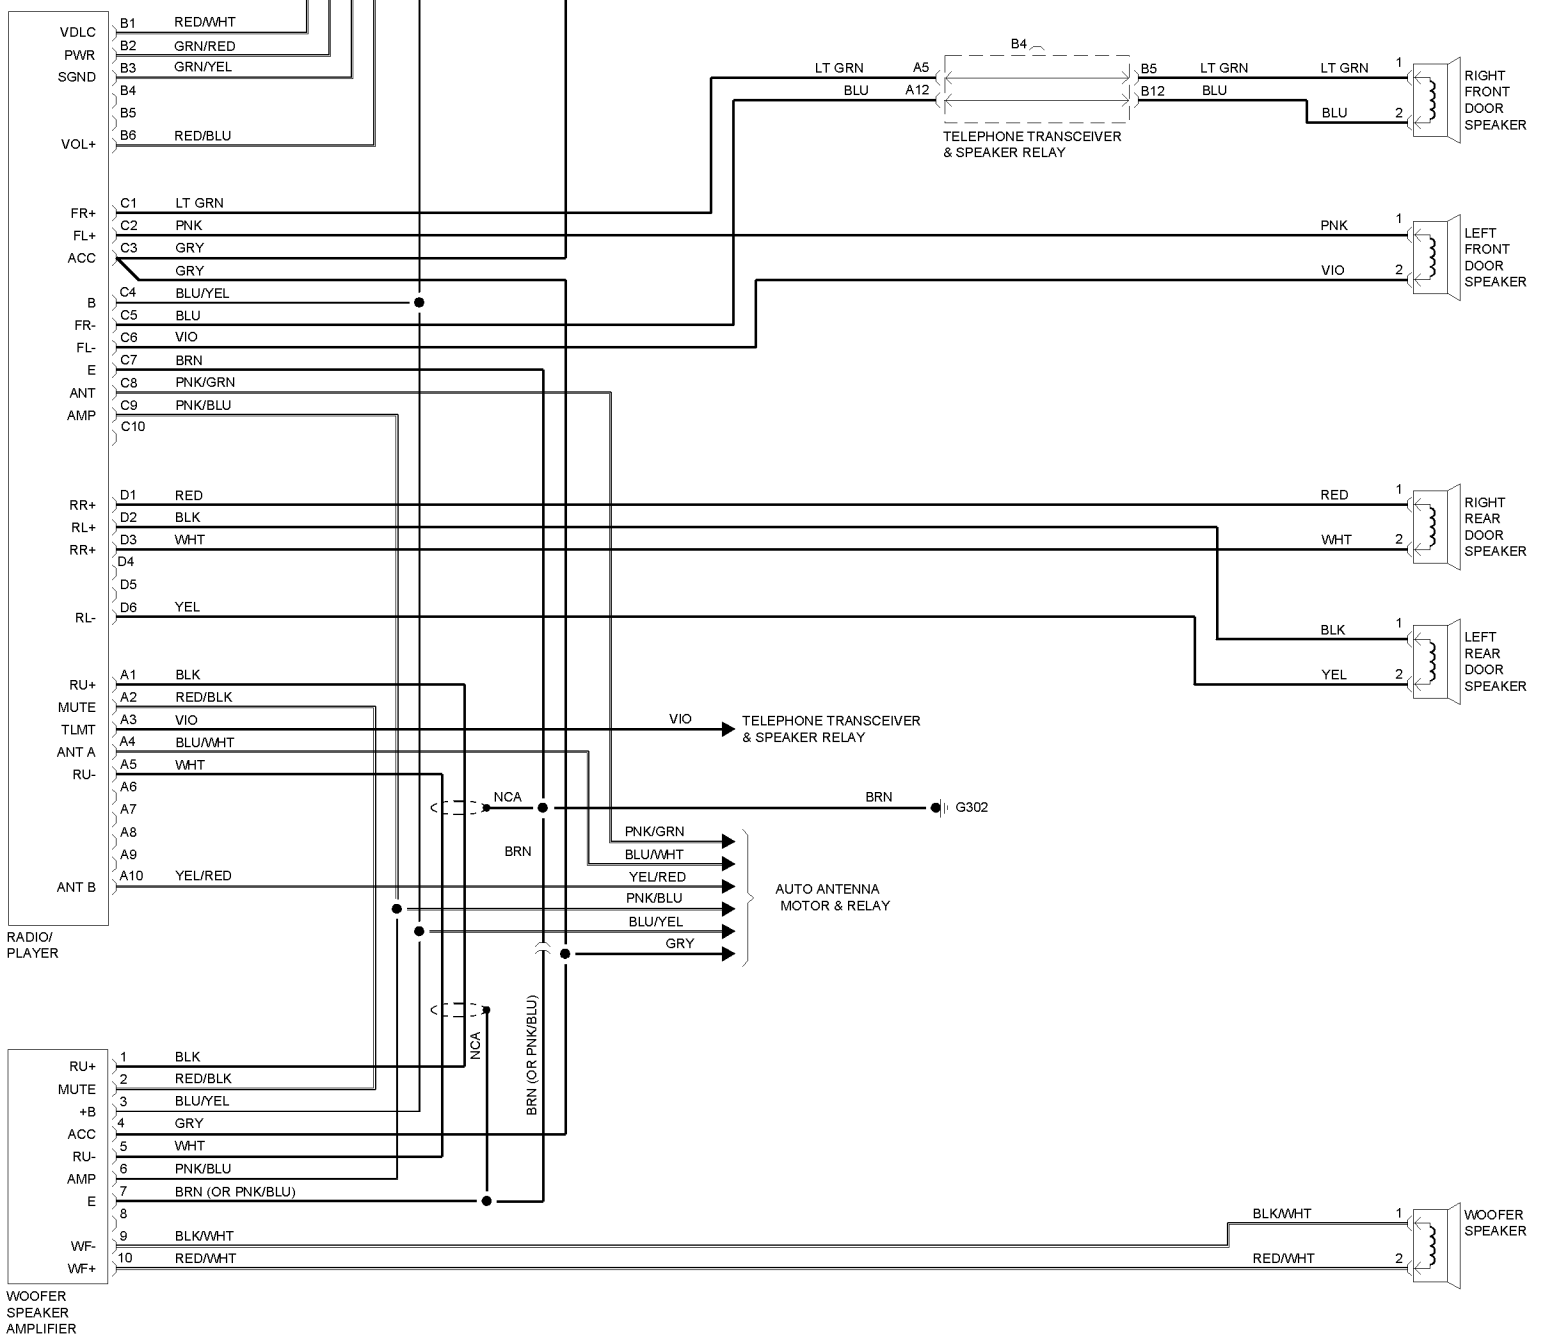 VDLC B1 RED/WHT
PWR B2 GRN/RED
SGND B3 GRN/YEL
B4
B5
VOL+ B6 RED/BLU
FR+ C1 LT GRN
FL+ C2 PNK
ACC C3 GRY
GRY
B C4 BLU/YEL
FR- C5 BLU
FL- C6 VIO
E C7 BRN
ANT C8 PNK/GRN
AMP C9 PNK/BLU
C10
RR+ D1 RED
RL+ D2 BLK
RR+ D3 WHT
D4
D5
RL- D6 YEL
RU+ A1 BLK
MUTE A2 RED/BLK
TLMT A3 VIO
ANT A A4 BLU/WHT
RU- A5 WHT
A6
A7
A8
A9
ANT B A10 YEL/RED
RADIO/
PLAYER
B4
LT GRN A5 B5 LT GRN LT GRN 1
BLU A12 B12 BLU
BLU 2
TELEPHONE TRANSCEIVER
& SPEAKER RELAY
RIGHT
FRONT
DOOR
SPEAKER
PNK 1
VIO 2
LEFT
FRONT
DOOR
SPEAKER
RED 1
WHT 2
RIGHT
REAR
DOOR
SPEAKER
BLK 1
YEL 2
LEFT
REAR
DOOR
SPEAKER
VIO
TELEPHONE TRANSCEIVER
& SPEAKER RELAY
NCA BRN G302
BRN
PNK/GRN
BLU/WHT
YEL/RED
PNK/BLU
BLU/YEL
GRY
AUTO ANTENNA
MOTOR & RELAY
NCA
BRN (OR PNK/BLU)
RU+ 1 BLK
MUTE 2 RED/BLK
+B 3 BLU/YEL
ACC 4 GRY
RU- 5 WHT
AMP 6 PNK/BLU
E 7 BRN (OR PNK/BLU)
8
WF- 9 BLK/WHT
WF+ 10 RED/WHT
WOOFER
SPEAKER
AMPLIFIER
BLK/WHT 1
RED/WHT 2
WOOFER
SPEAKER